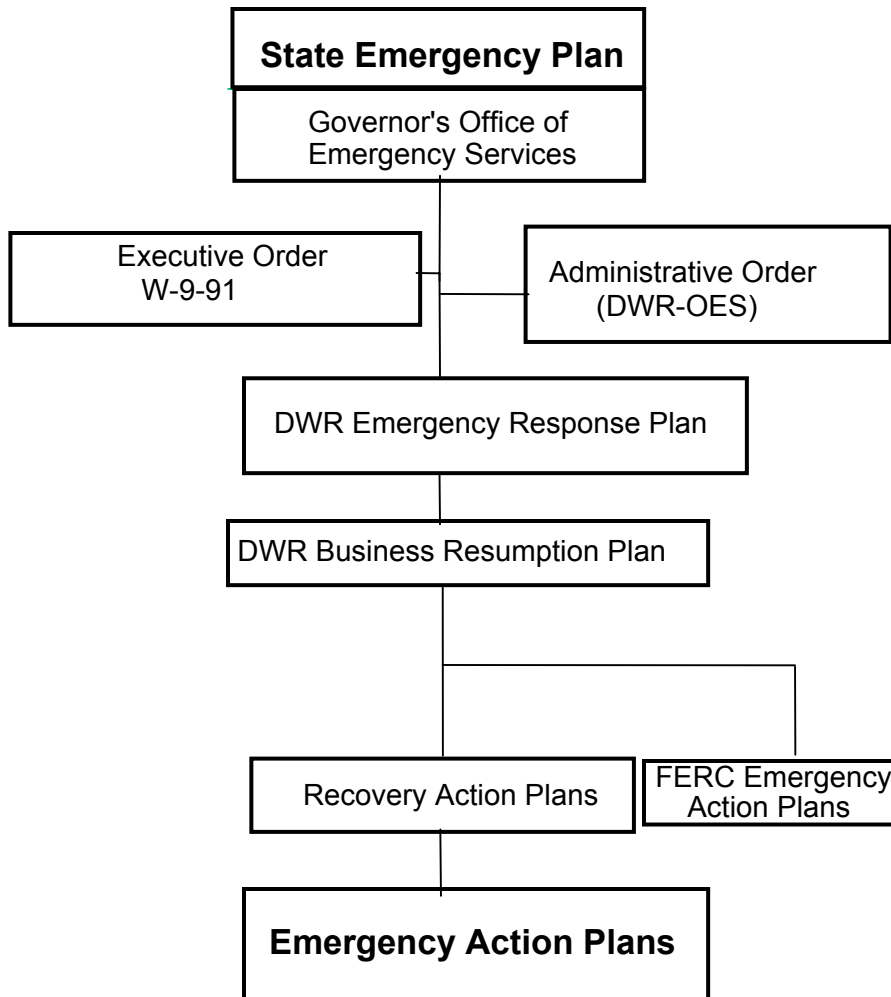 State Emergency Plan
Governor's Office of
Emergency Services
Executive Order
W-9-91
Administrative Order
(DWR-OES)
DWR Emergency Response Plan
DWR Business Resumption Plan
Recovery Action Plans
FERC Emergency
Action Plans
Emergency Action Plans